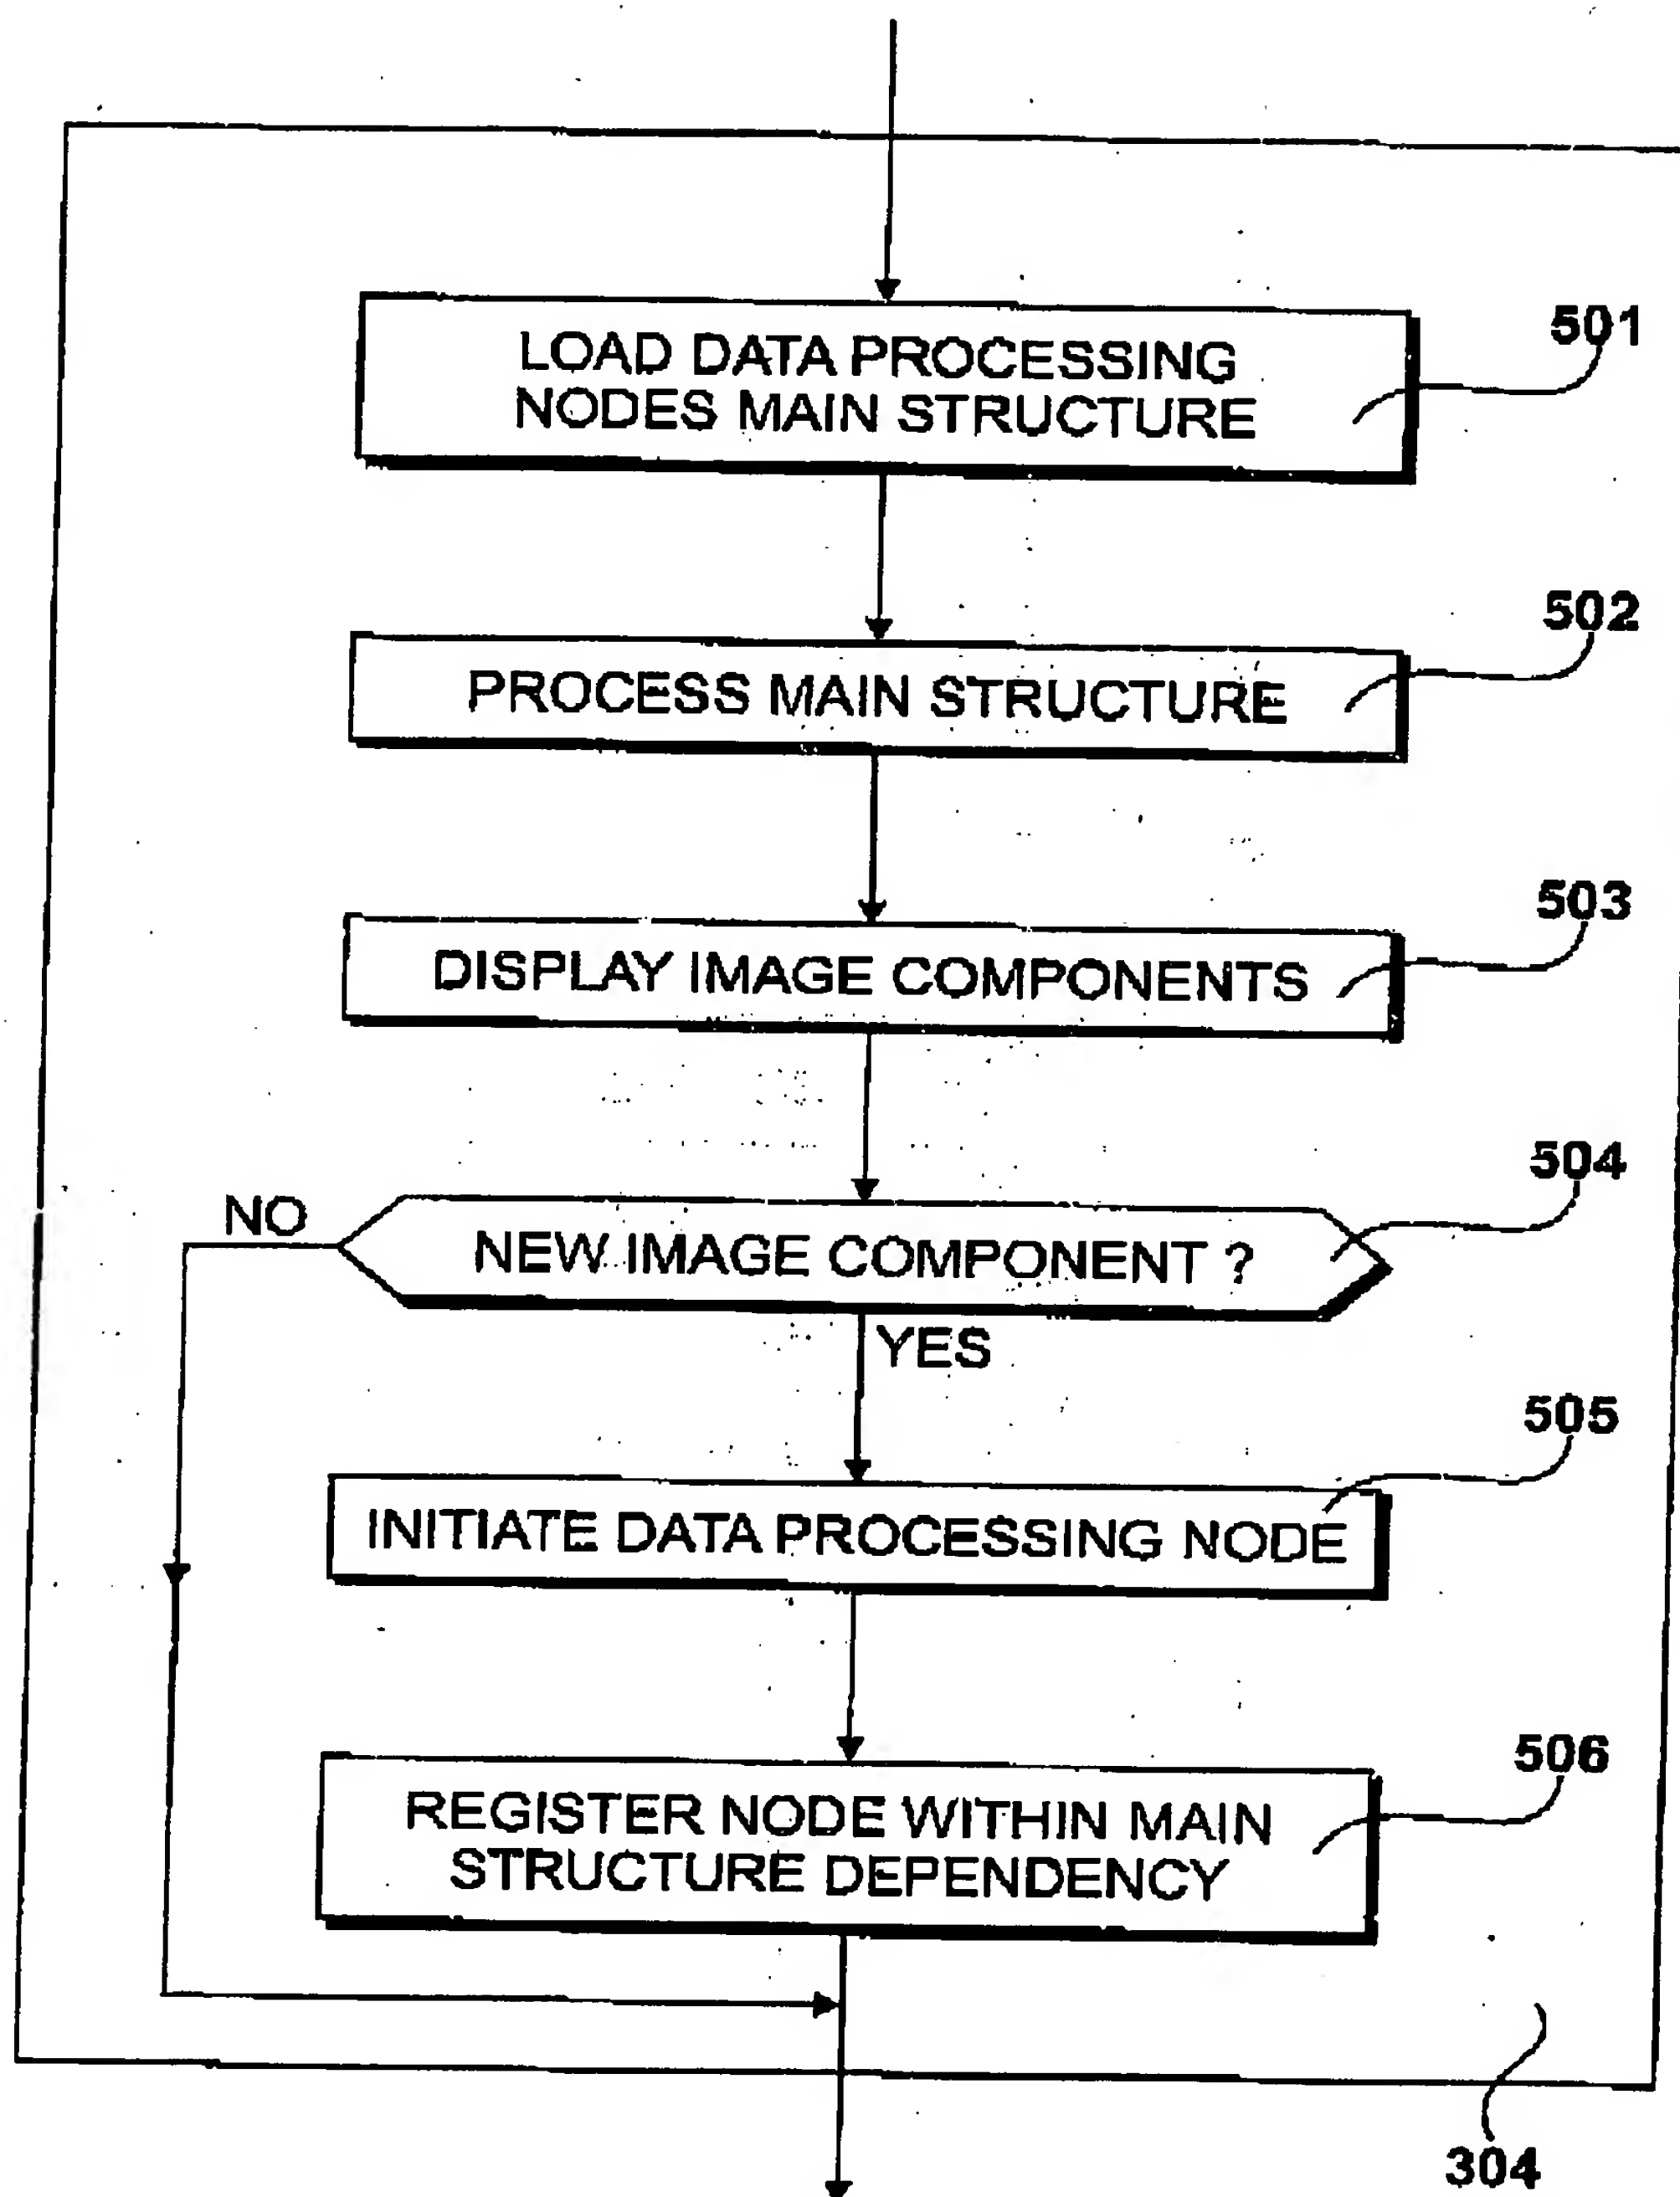 LOAD DATA PROCESSING
NODES MAIN STRUCTURE
501
PROCESS MAIN STRUCTURE
502
DISPLAY IMAGE COMPONENTS
503
NEW IMAGE COMPONENT ?
504
NO
YES
INITIATE DATA PROCESSING NODE
505
REGISTER NODE WITHIN MAIN
STRUCTURE DEPENDENCY
506
304